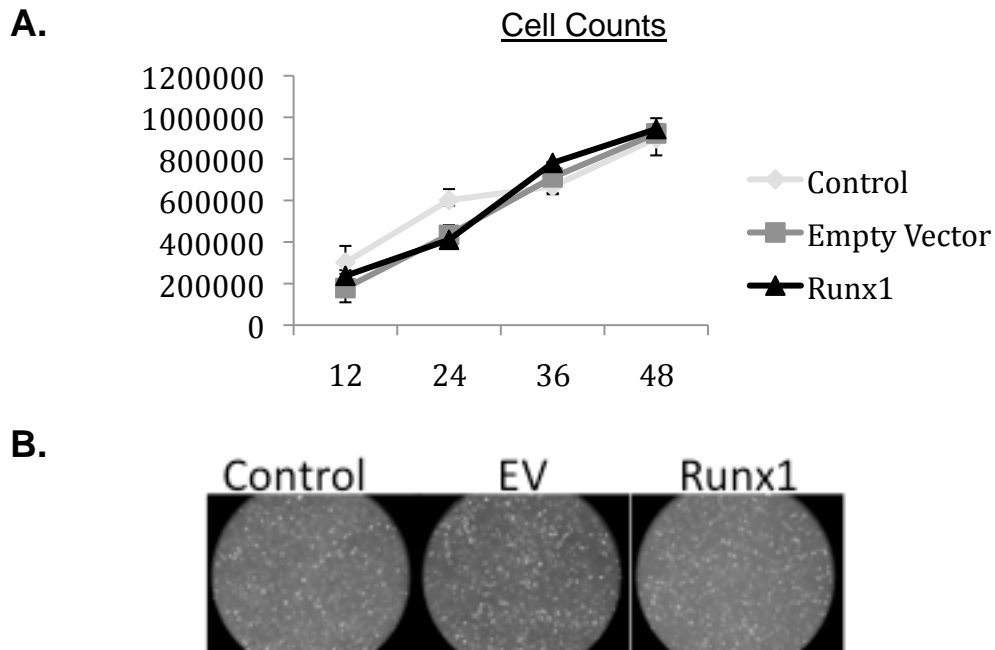 A.
Cell Counts
1200000
1000000
800000
600000
400000
200000
0
12 24 36 48
Control
Empty Vector
Runx1
B.
Control EV Runx1